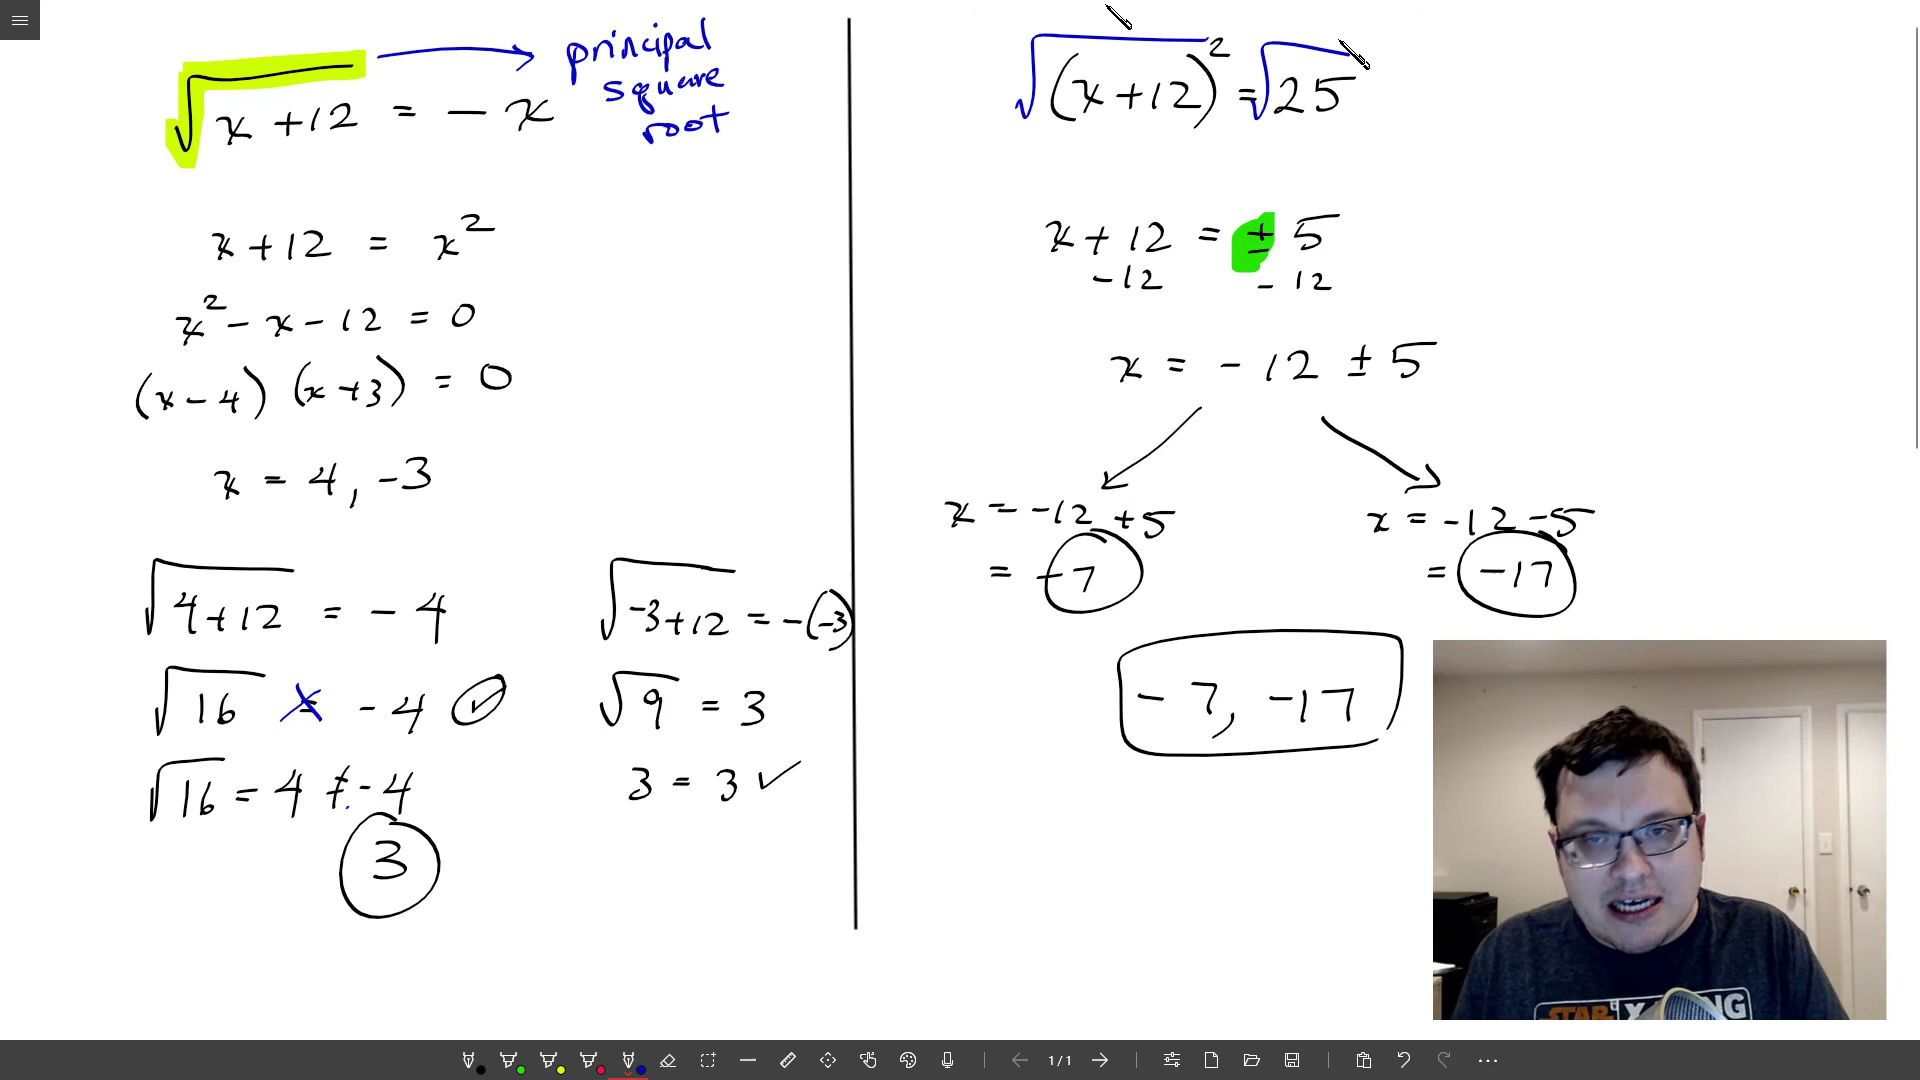 √(x+12) = -x → principal
square
root
x+12 = x²
x² - x - 12 = 0
(x-4) (x+3) = 0
x = 4, -3
√(4+12) = -4
√16 = -4 ✓
√16 = 4 ≠ -4
3
√(-3+12) = -(-3)
√9 = 3
3 = 3 ✓
√(x+12)² = √25
x+12 = ± 5
-12 - 12
x = -12 ± 5
x = -12 +5
= -7
x = -12 -5
= -17
-7, -17
STAR
1/1